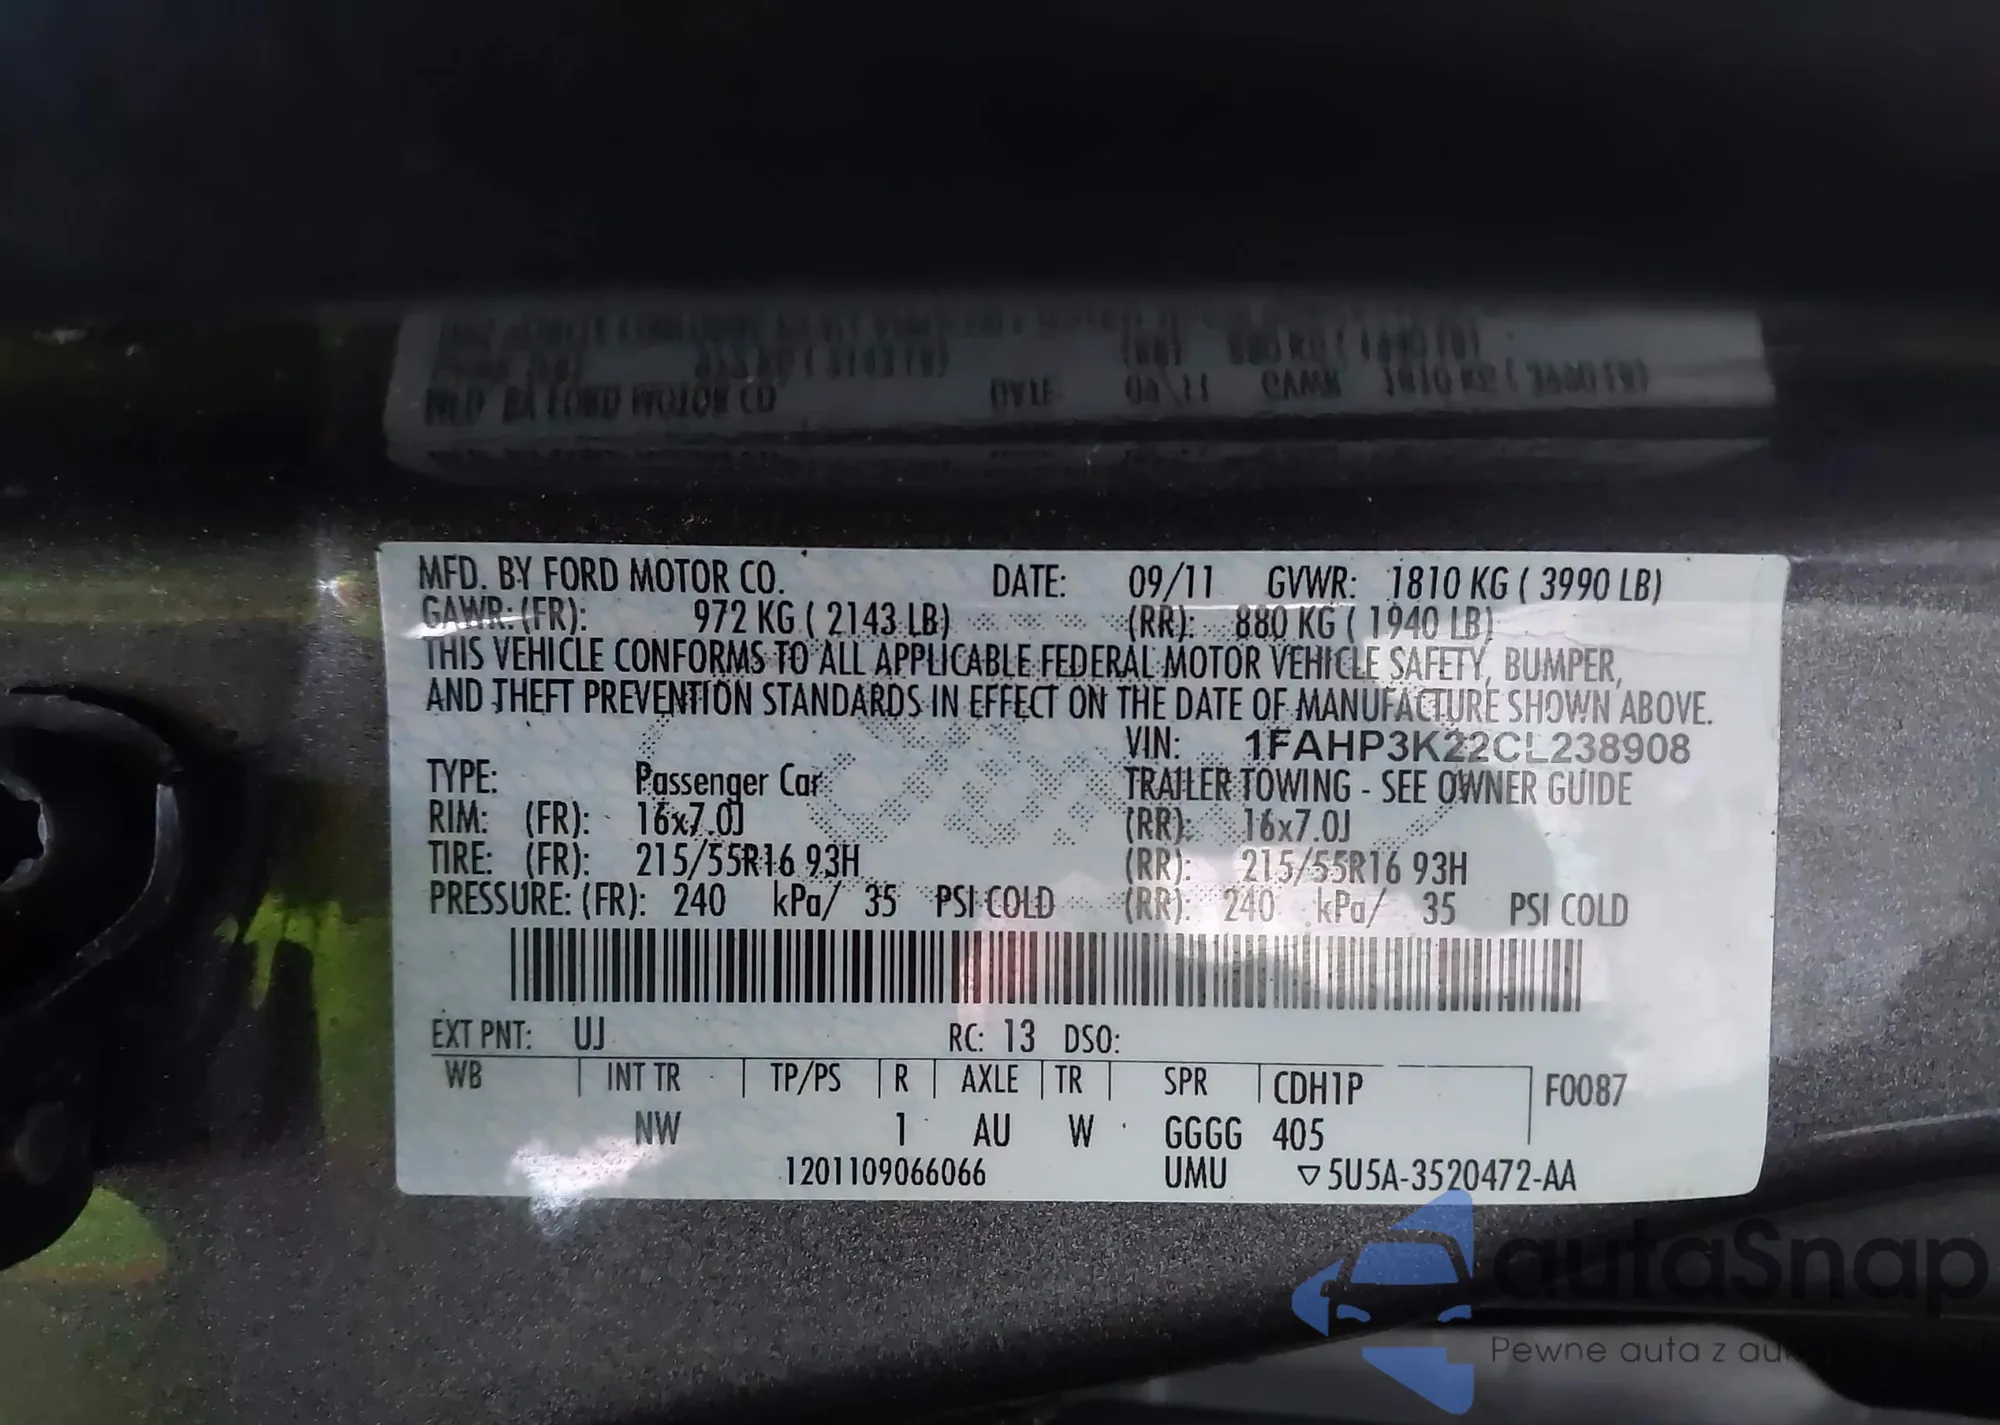 MFD. BY FORD MOTOR CO. DATE: 09/11 GVWR: 1810 KG ( 3990 LB)
GAWR: (FR): 972 KG ( 2143 LB) (RR): 880 KG ( 1940 LB)
THIS VEHICLE CONFORMS TO ALL APPLICABLE FEDERAL MOTOR VEHICLE SAFETY, BUMPER,
AND THEFT PREVENTION STANDARDS IN EFFECT ON THE DATE OF MANUFACTURE SHOWN ABOVE.
VIN: 1FAHP3K22CL238908
TYPE: Passenger Car TRAILER TOWING - SEE OWNER GUIDE
RIM: (FR): 16x7.0J (RR): 16x7.0J
TIRE: (FR): 215/55R16 93H (RR): 215/55R16 93H
PRESSURE: (FR): 240 kPa/ 35 PSI COLD (RR): 240 kPa/ 35 PSI COLD
EXT PNT: UJ RC: 13 DSO:
WB INT TR TP/PS R AXLE TR SPR CDH1P F0087
NW 1 AU W GGGG 405
1201109066066 UMU ▽5U5A-3520472-AA
autaSnap
Pewne auta z